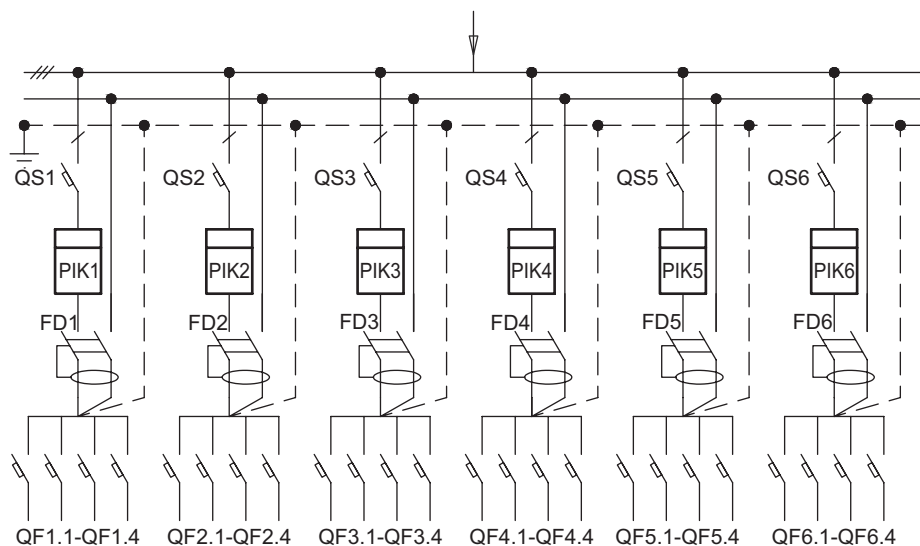 QS1 QS2 QS3 QS4 QS5 QS6
PIK1 PIK2 PIK3 PIK4 PIK5 PIK6
FD1 FD2 FD3 FD4 FD5 FD6
QF1.1-QF1.4 QF2.1-QF2.4 QF3.1-QF3.4 QF4.1-QF4.4 QF5.1-QF5.4 QF6.1-QF6.4